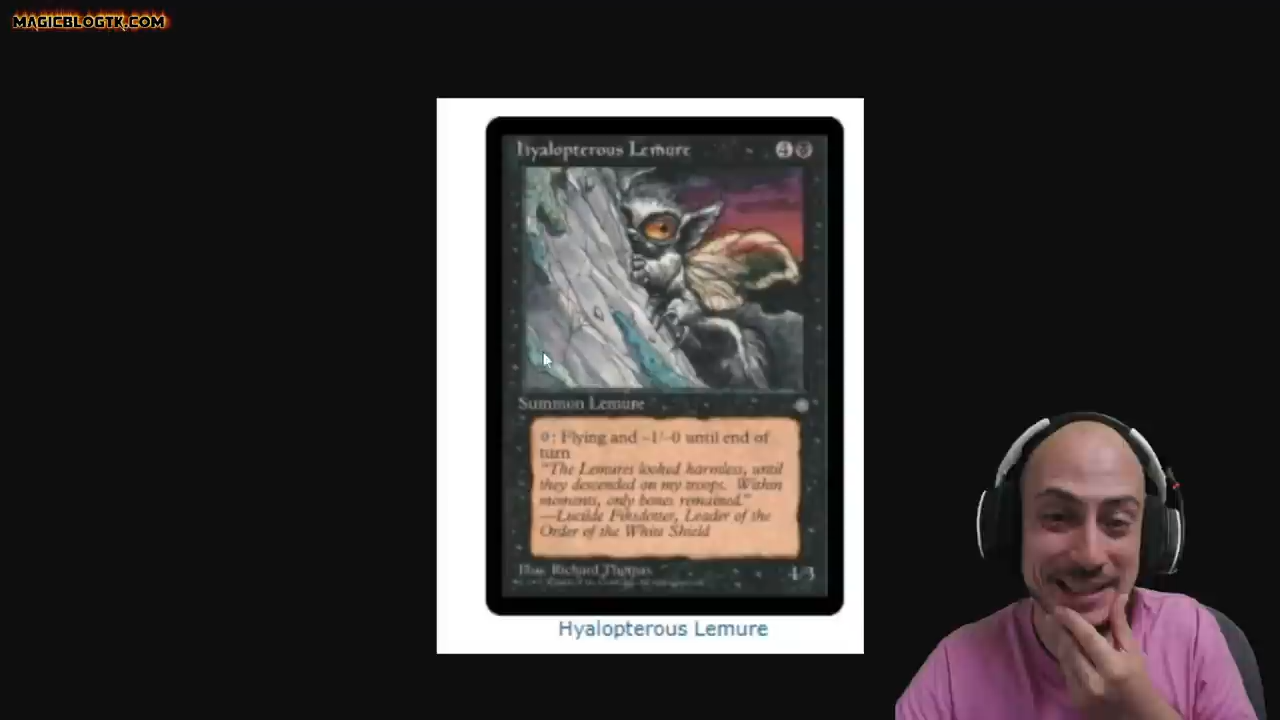 MAGICBLOGTK.COM
Hyalopterous Lemure
4
Summon Lemure
0: Flying and -1/-0 until end of
turn
"The Lemures looked harmless, until
they descended on my troops. Within
moments, only bones remained."
—Lucilde Fiksdotter, Leader of the
Order of the White Shield
Illus. Richard Thomas
4/3
Hyalopterous Lemure